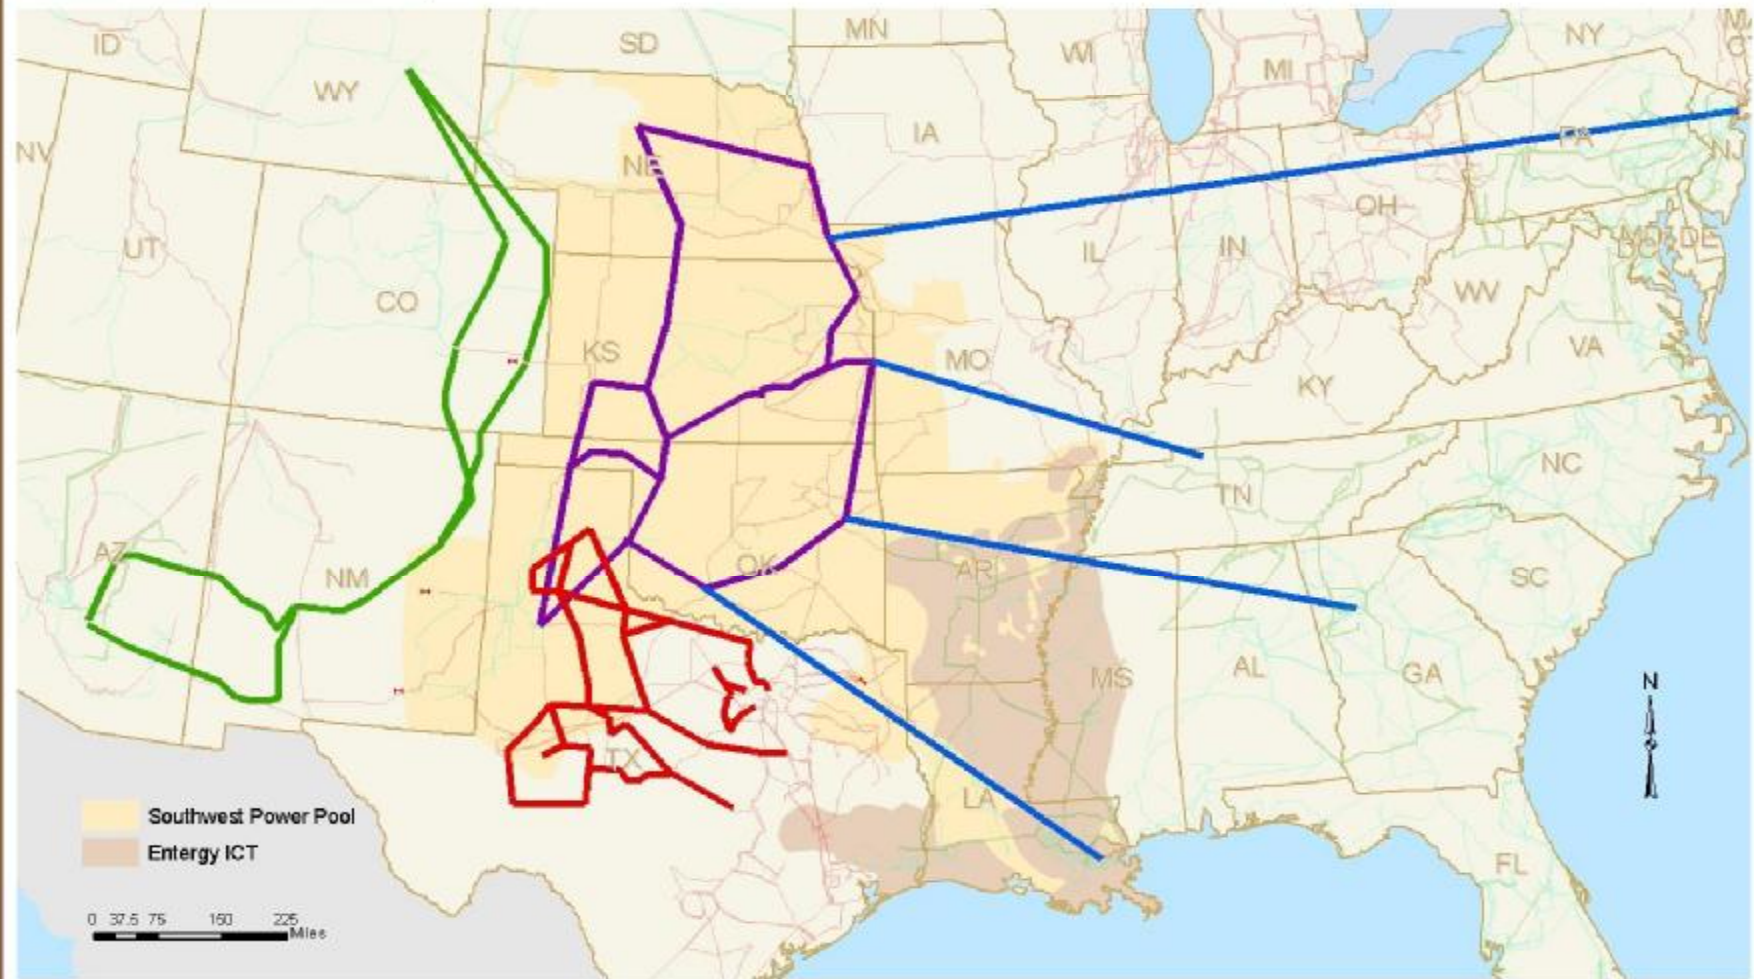 MN
ID
SD
WI
NY
MI
WY
IA
PA
NV
NJ
NE
OH
UT
IL
IN
DE
CO
WV
KS
MO
VA
KY
NC
TN
AZ
NM
OK
AR
SC
MS
AL
GA
N
TX
LA
Southwest Power Pool
Entergy ICT
FL
0 37.5 75 150 225
Miles